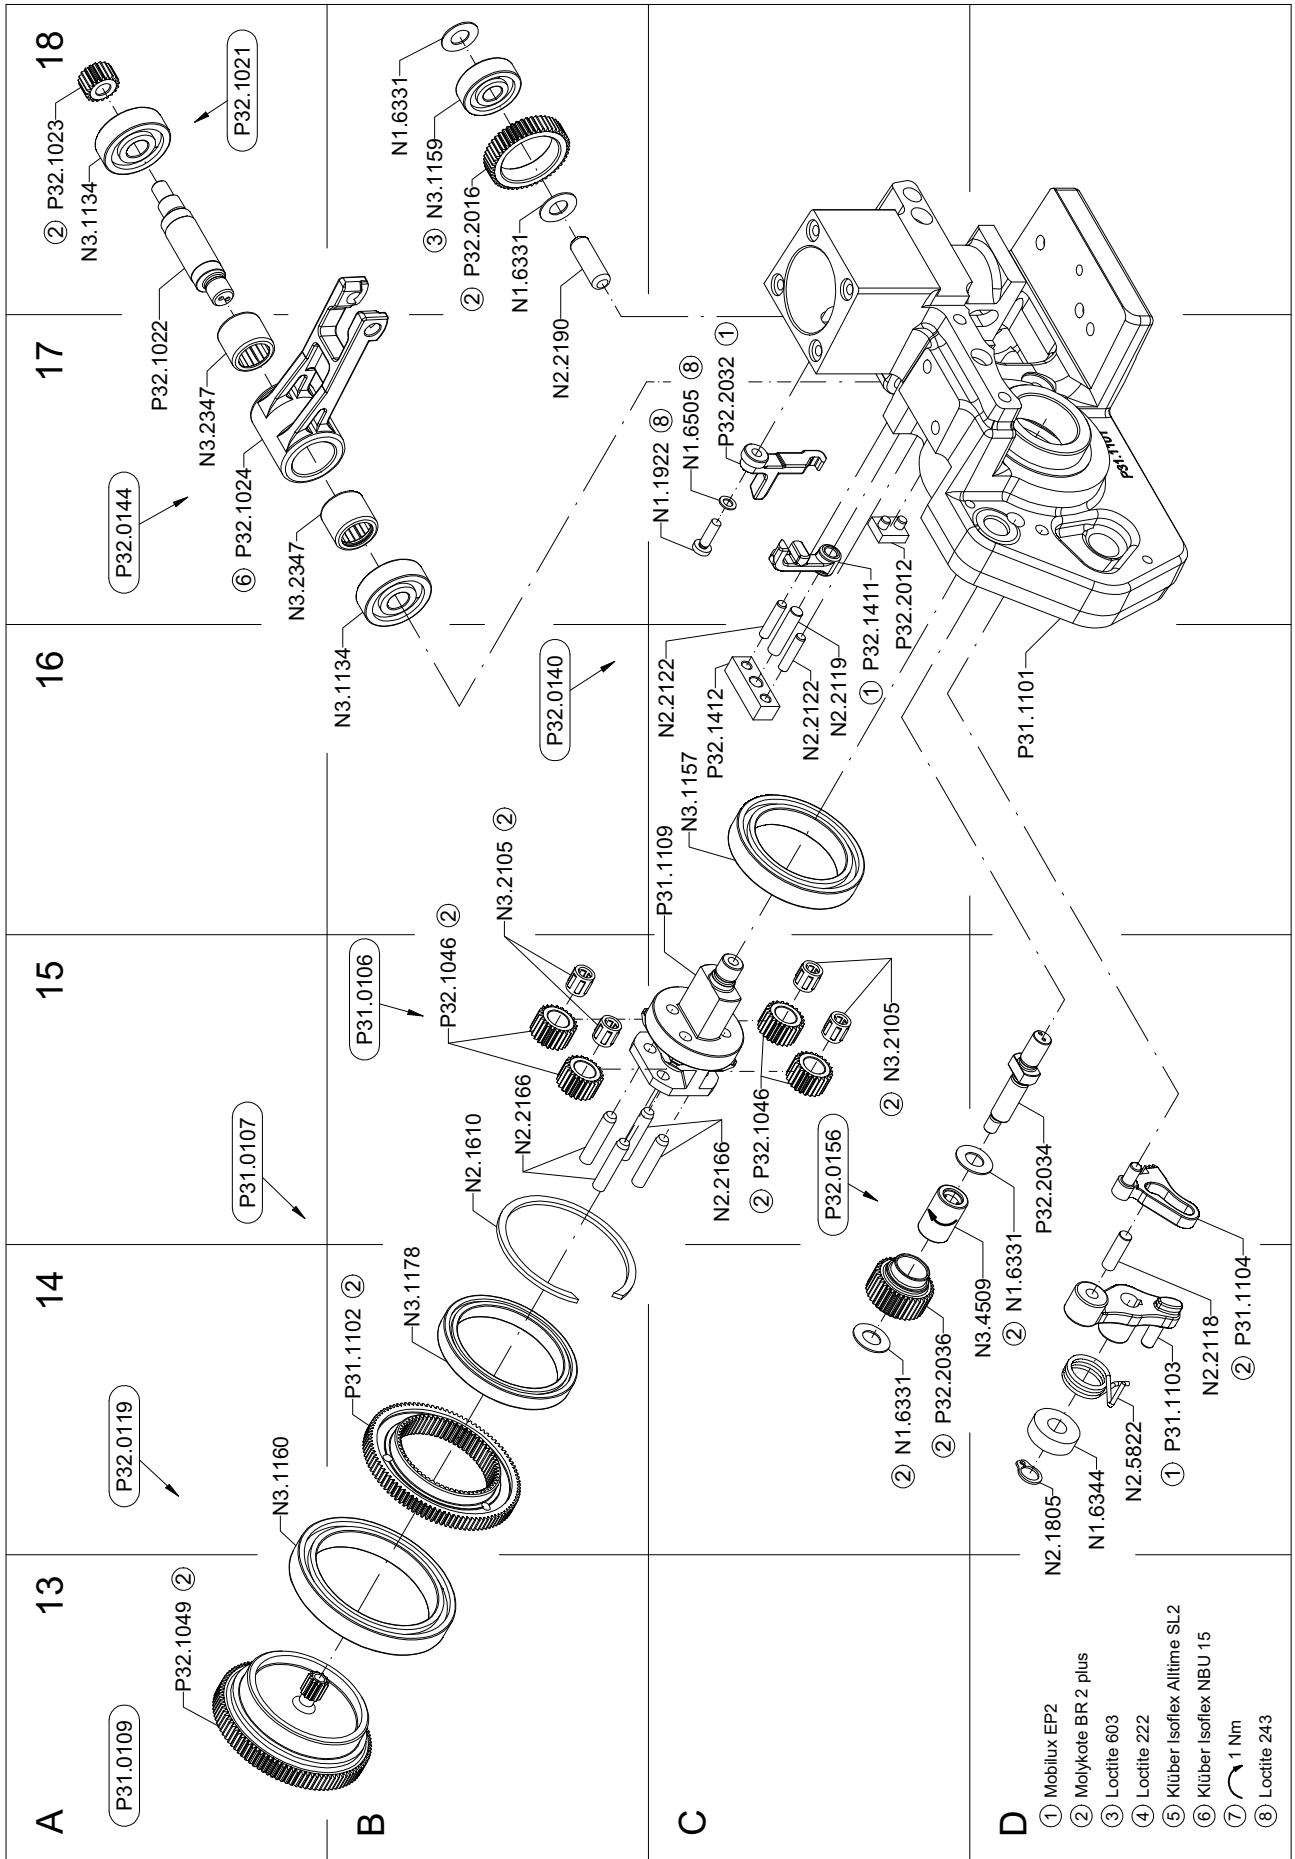 A
13
14
15
16
17
18
P31.0109
P32.1049 ②
P32.0119
N3.1160
P31.1102 ②
N3.1178
P31.0107
N2.1610
N2.2166
N2.2166
P31.0106
P32.1046 ②
N3.2105 ②
② P32.1046
② N3.2105
P31.1109
N3.1157
P32.0144
N3.1134
N3.2347
⑥ P32.1024
N3.2347
P32.1022
② P32.1023
N3.1134
P32.1021
B
N1.6331
③ N3.1159
② P32.2016
N1.6331
N2.2190
P32.0140
C
N2.2122
P32.1412
N2.2122
N2.2119
① P32.1411
P32.2012
N1.1922 ⑧
N1.6505 ⑧
P32.2032 ①
P31.1101
P31.1101
P32.0156
② N1.6331
② P32.2036
N3.4509
② N1.6331
P32.2034
N2.1805
N1.6344
N2.5822
① P31.1103
N2.2118
② P31.1104
D
① Mobilux EP2
② Molykote BR 2 plus
③ Loctite 603
④ Loctite 222
⑤ Klüber Isoflex Alltime SL2
⑥ Klüber Isoflex NBU 15
⑦ 1 Nm
⑧ Loctite 243